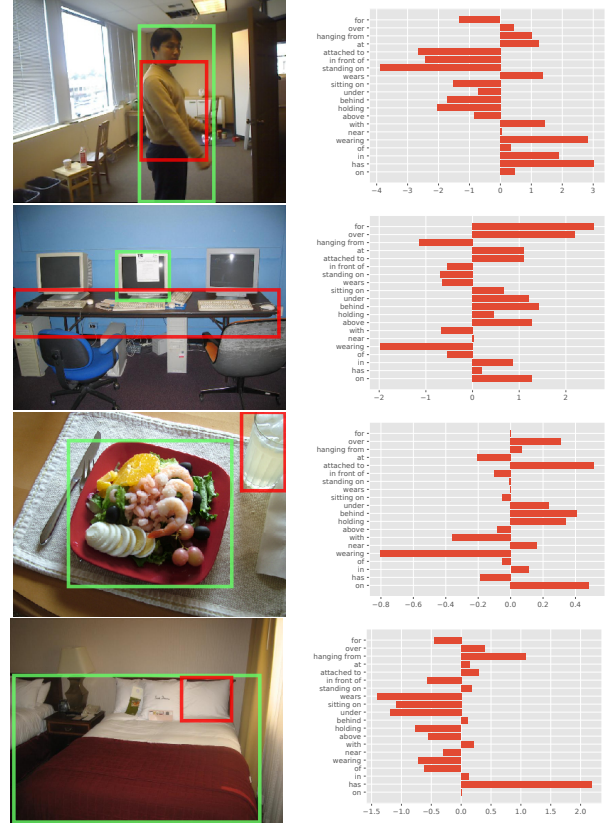 for
over
hanging from
at
attached to
in front of
standing on
wears
sitting on
under
behind
holding
above
with
near
wearing
of
in
has
on
−4 −3 −2 −1 0 1 2 3
for
over
hanging from
at
attached to
in front of
standing on
wears
sitting on
under
behind
holding
above
with
near
wearing
of
in
has
on
−2 −1 0 1 2
for
over
hanging from
at
attached to
in front of
standing on
wears
sitting on
under
behind
holding
above
with
near
wearing
of
in
has
on
−0.8 −0.6 −0.4 −0.2 0.0 0.2 0.4
for
over
hanging from
at
attached to
in front of
standing on
wears
sitting on
under
behind
holding
above
with
near
wearing
of
in
has
on
−1.5 −1.0 −0.5 0.0 0.5 1.0 1.5 2.0